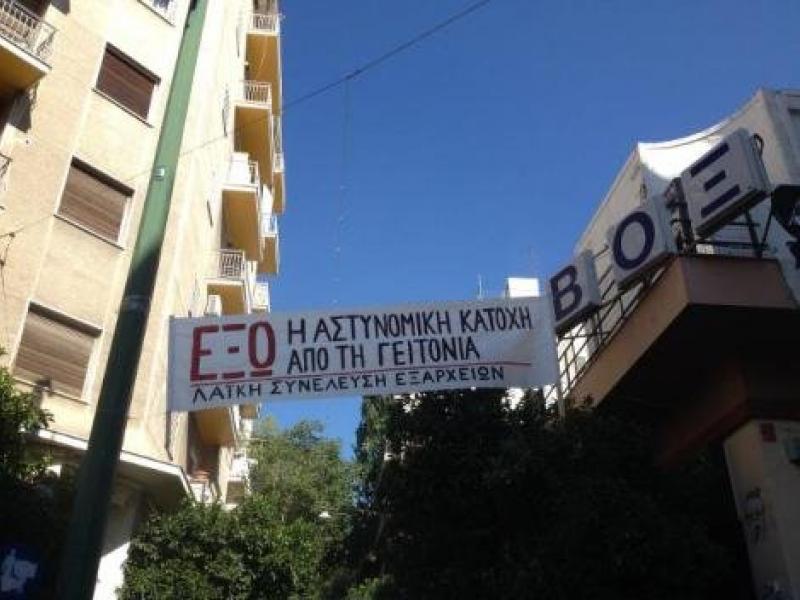 ΕΞΩ Η ΑΣΤΥΝΟΜΙΚΗ ΚΑΤΟΧΗ
ΑΠΟ ΤΗ ΓΕΙΤΟΝΙΑ
ΛΑΪΚΗ ΣΥΝΕΛΕΥΣΗ ΕΞΑΡΧΕΙΩΝ
ΒΟΞ